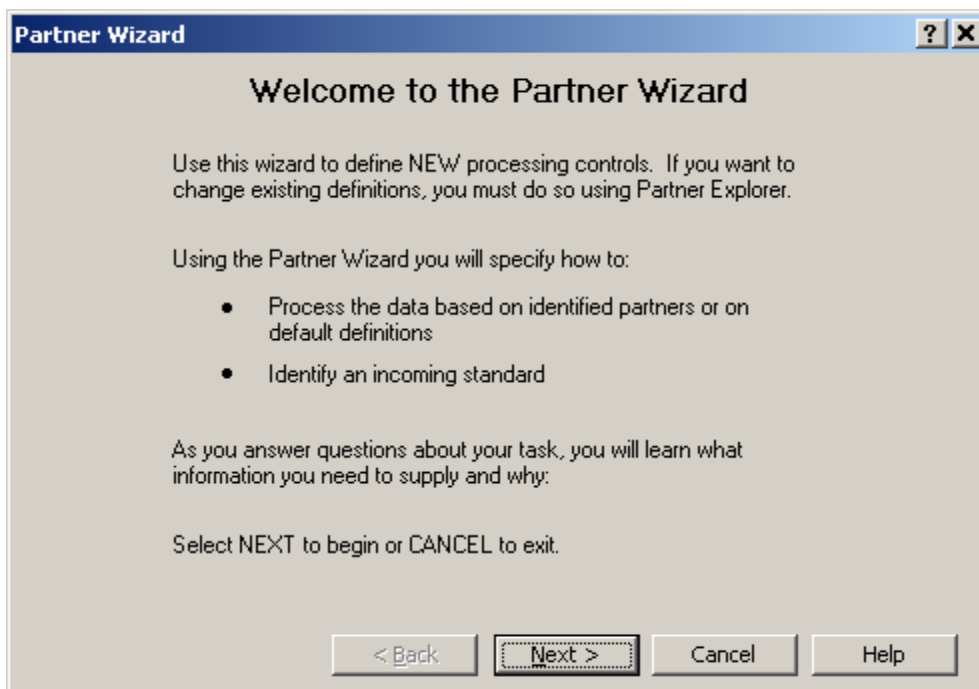 Partner Wizard
Welcome to the Partner Wizard
Use this wizard to define NEW processing controls. If you want to
change existing definitions, you must do so using Partner Explorer.
Using the Partner Wizard you will specify how to:
• Process the data based on identified partners or on
default definitions
• Identify an incoming standard
As you answer questions about your task, you will learn what
information you need to supply and why:
Select NEXT to begin or CANCEL to exit.
< Back Next > Cancel Help